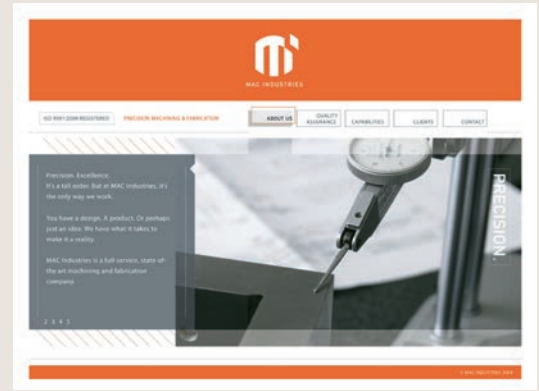 MAC INDUSTRIES
ISO 9001:2008 REGISTERED
PRECISION MACHINING & FABRICATION
ABOUT US
QUALITY
ASSURANCE
CAPABILITIES
CLIENTS
CONTACT
Precision. Excellence.
It's a tall order. But at MAC Industries, it's
the only way we work.
You have a design. A product. Or perhaps
just an idea. We have what it takes to
make it a reality.
MAC Industries is a full-service, state-of-
the art machining and fabrication
company.
2 3 4 5
PRECISION.